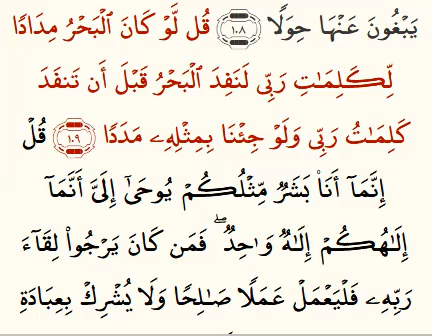 يَبْغُونَ عَنْهَا حِوَلًا ١٠٨ قُل لَّوْ كَانَ ٱلْبَحْرُ مِدَادًا
لِّكَلِمَـٰتِ رَبِّى لَنَفِدَ ٱلْبَحْرُ قَبْلَ أَن تَنفَدَ
كَلِمَـٰتُ رَبِّى وَلَوْ جِئْنَا بِمِثْلِهِۦ مَدَدًا ١٠٩ قُلْ
إِنَّمَآ أَنَا۠ بَشَرٌ مِّثْلُكُمْ يُوحَىٰٓ إِلَىَّ أَنَّمَآ
إِلَـٰهُكُمْ إِلَـٰهٌ وَٰحِدٌ ۖ فَمَن كَانَ يَرْجُوا۟ لِقَآءَ
رَبِّهِۦ فَلْيَعْمَلْ عَمَلًا صَـٰلِحًا وَلَا يُشْرِكْ بِعِبَادَةِ